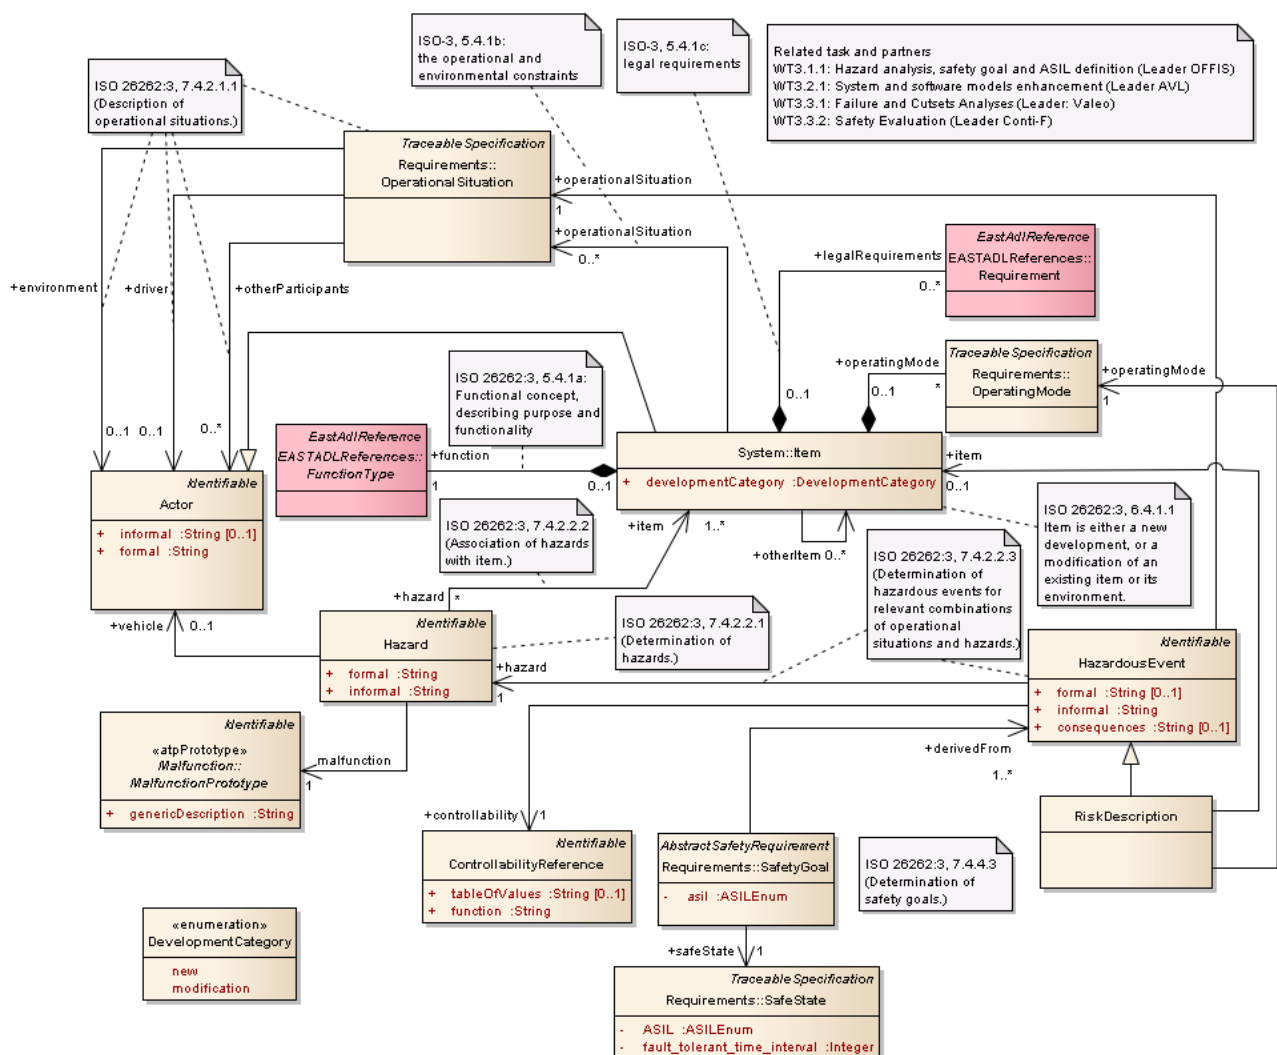 ISO 26262:3, 7.4.2.1.1
(Description of
operational situations.)
ISO-3, 5.4.1b:
the operational and
environmental constraints
ISO-3, 5.4.1c:
legal requirements
Related task and partners
WT3.1.1: Hazard analysis, safety goal and ASIL definition (Leader OFFIS)
WT3.2.1: System and software models enhancement (Leader AVL)
WT3.3.1: Failure and Cutsets Analyses (Leader: Valeo)
WT3.3.2: Safety Evaluation (Leader Conti-F)
TraceableSpecification
Requirements::
OperationalSituation
+operationalSituation
1
+operationalSituation
0..*
+environment
+driver
+otherParticipants
0..1
0..1
0..*
+legalRequirements
0..*
EastAdlReference
EASTADLReferences::
Requirement
0..1
+operatingMode
*
0..1
TraceableSpecification
Requirements::
OperatingMode
+operatingMode
1
ISO 26262:3, 5.4.1a:
Functional concept,
describing purpose and
functionality
EastAdlReference
EASTADLReferences::
FunctionType
+function
1
0..1
System::Item
+ developmentCategory :DevelopmentCategory
+item
0..1
Identifiable
Actor
+ informal :String [0..1]
+ formal :String
ISO 26262:3, 7.4.2.2.2
(Association of hazards
with item.)
+item
1..*
+otherItem 0..*
ISO 26262:3, 7.4.2.2.3
(Determination of
hazardous events for
relevant combinations
of operational
situations and hazards.)
ISO 26262:3, 6.4.1.1
Item is either a new
development, or a
modification of an
existing item or its
environment.
+vehicle
0..1
+hazard
*
Identifiable
Hazard
+ formal :String
+ informal :String
ISO 26262:3, 7.4.2.2.1
(Determination of
hazards.)
+hazard
1
Identifiable
HazardousEvent
+ formal :String [0..1]
+ informal :String
+ consequences :String [0..1]
Identifiable
«atpPrototype»
Malfunction::
MalfunctionPrototype
+ genericDescription :String
malfunction
1
+derivedFrom
1..*
RiskDescription
+controllability
1
Identifiable
ControllabilityReference
+ tableOfValues :String [0..1]
+ function :String
AbstractSafetyRequirement
Requirements::SafetyGoal
- asil :ASILEnum
ISO 26262:3, 7.4.4.3
(Determination of
safety goals.)
«enumeration»
DevelopmentCategory
new
modification
+safeState
1
TraceableSpecification
Requirements::SafeState
- ASIL :ASILEnum
- fault_tolerant_time_interval :Integer